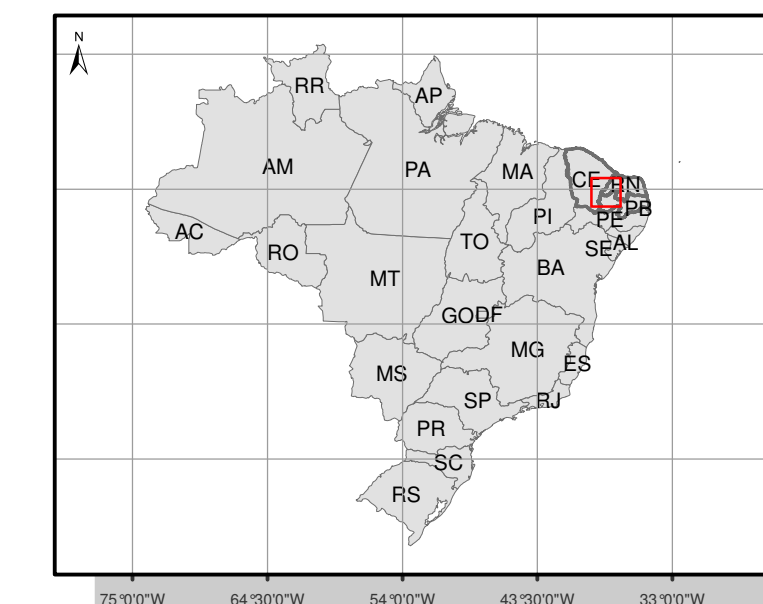 N
RR
AP
AM
PA
MA
CE
RN
PB
PI
PE
AC
TO
AL
SE
RO
BA
MT
GO
DF
MG
ES
MS
SP
RJ
PR
SC
RS
75°0'0"W 64°30'0"W 54°0'0"W 43°30'0"W 33°0'0"W